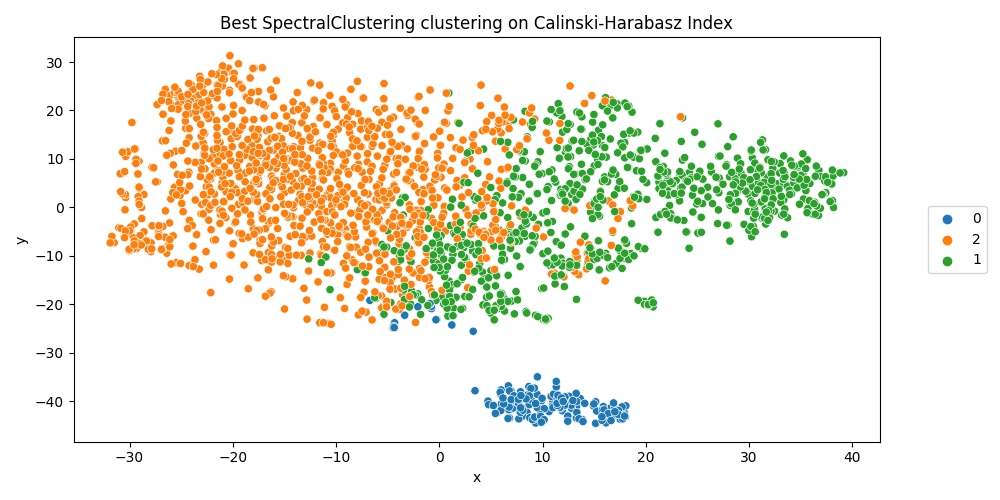 Best SpectralClustering clustering on Calinski-Harabasz Index
30
20
10
0
−10
−20
−30
−40
y
−30 −20 −10 0 10 20 30 40
x
0
2
1